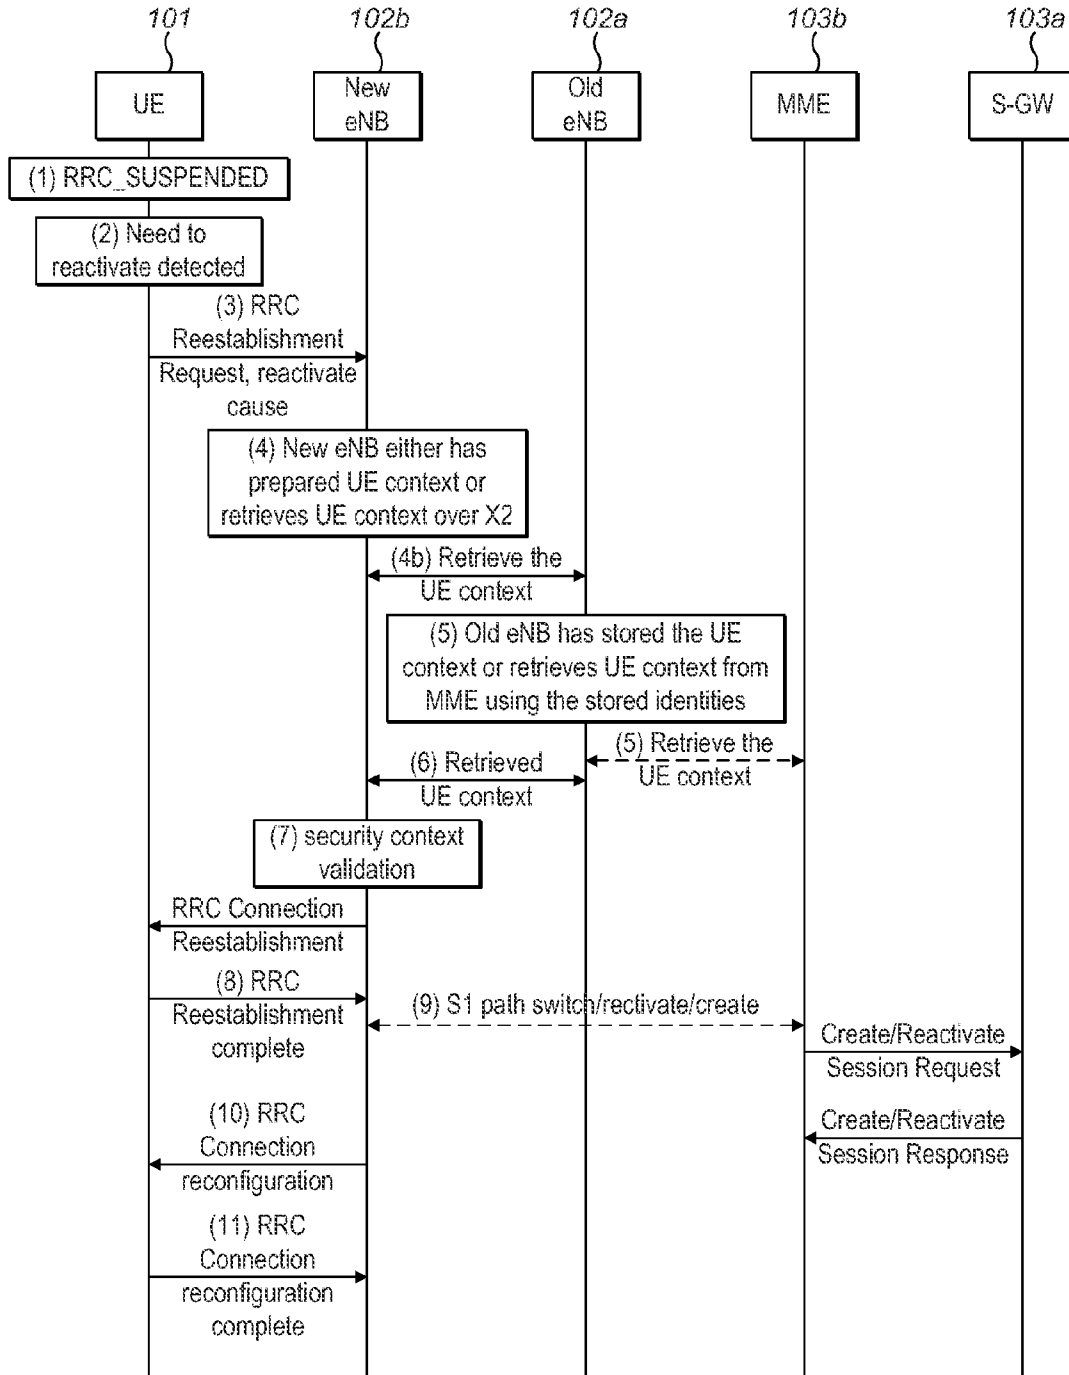 101
102b
102a
103b
103a
UE
New
eNB
Old
eNB
MME
S-GW
(1) RRC_SUSPENDED
(2) Need to
reactivate detected
(3) RRC
Reestablishment
Request, reactivate
cause
(4) New eNB either has
prepared UE context or
retrieves UE context over X2
(4b) Retrieve the
UE context
(5) Old eNB has stored the UE
context or retrieves UE context from
MME using the stored identities
(5) Retrieve the
UE context
(6) Retrieved
UE context
(7) security context
validation
RRC Connection
Reestablishment
(8) RRC
Reestablishment
complete
(9) S1 path switch/rectivate/create
Create/Reactivate
Session Request
Create/Reactivate
Session Response
(10) RRC
Connection
reconfiguration
(11) RRC
Connection
reconfiguration
complete